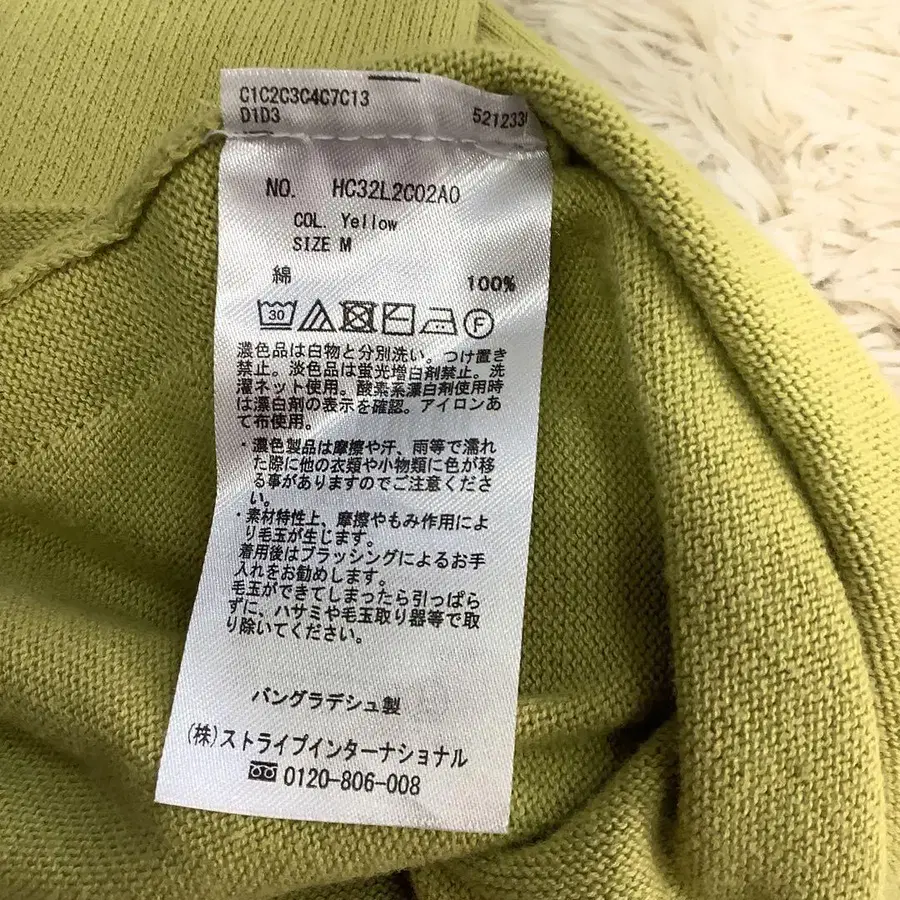 C1C2C3C4C7C13
D1D3 521233
NO. HC32L2C02A0
COL. Yellow
SIZE M
綿 100%
30 F
濃色品は白物と分別洗い。つけ置き
禁止。淡色品は蛍光増白剤禁止。洗
濯ネット使用。酸素系漂白剤使用時
は漂白剤の表示を確認。アイロンあ
て布使用。
・濃色製品は摩擦や汗、雨等で濡れ
た際に他の衣類や小物類に色が移
る事がありますのでご注意くださ
い。
・素材特性上、摩擦やもみ作用によ
り毛玉が生じます。
着用後はブラッシングによるお手
入れをお勧めします。
毛玉ができてしまったら引っぱら
ずに、ハサミや毛玉取り器等で取
り除いてください。
バングラデシュ製
(株)ストライプインターナショナル
0120-806-008